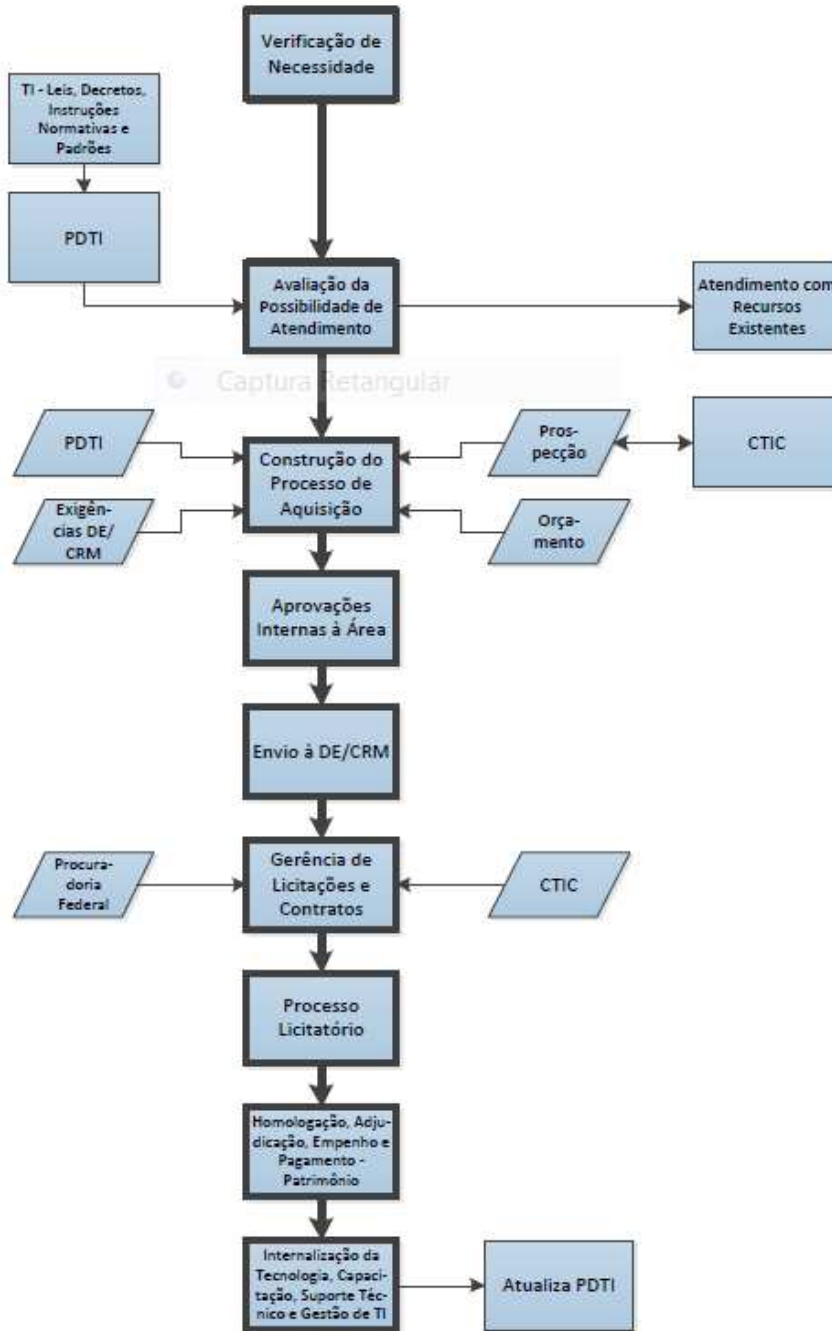 Verificação de
Necessidade
TI - Leis, Decretos,
Instruções
Normativas e
Padrões
PDTI
Avaliação da
Possibilidade de
Atendimento
Atendimento com
Recursos
Existentes
Captura Retangular
PDTI
Construção do
Processo de
Aquisição
Pros-
pecção
CTIC
Exigên-
cias DE/
CRM
Orça-
mento
Aprovações
Internas à Área
Envio à DE/CRM
Procura-
doria
Federal
Gerência de
Licitações e
Contratos
CTIC
Processo
Licitatório
Homologação, Adju-
dicação, Empenho e
Pagamento -
Patrimônio
Internalização da
Tecnologia, Capaci-
tação, Suporte Téc-
nico e Gestão de TI
Atualiza PDTI